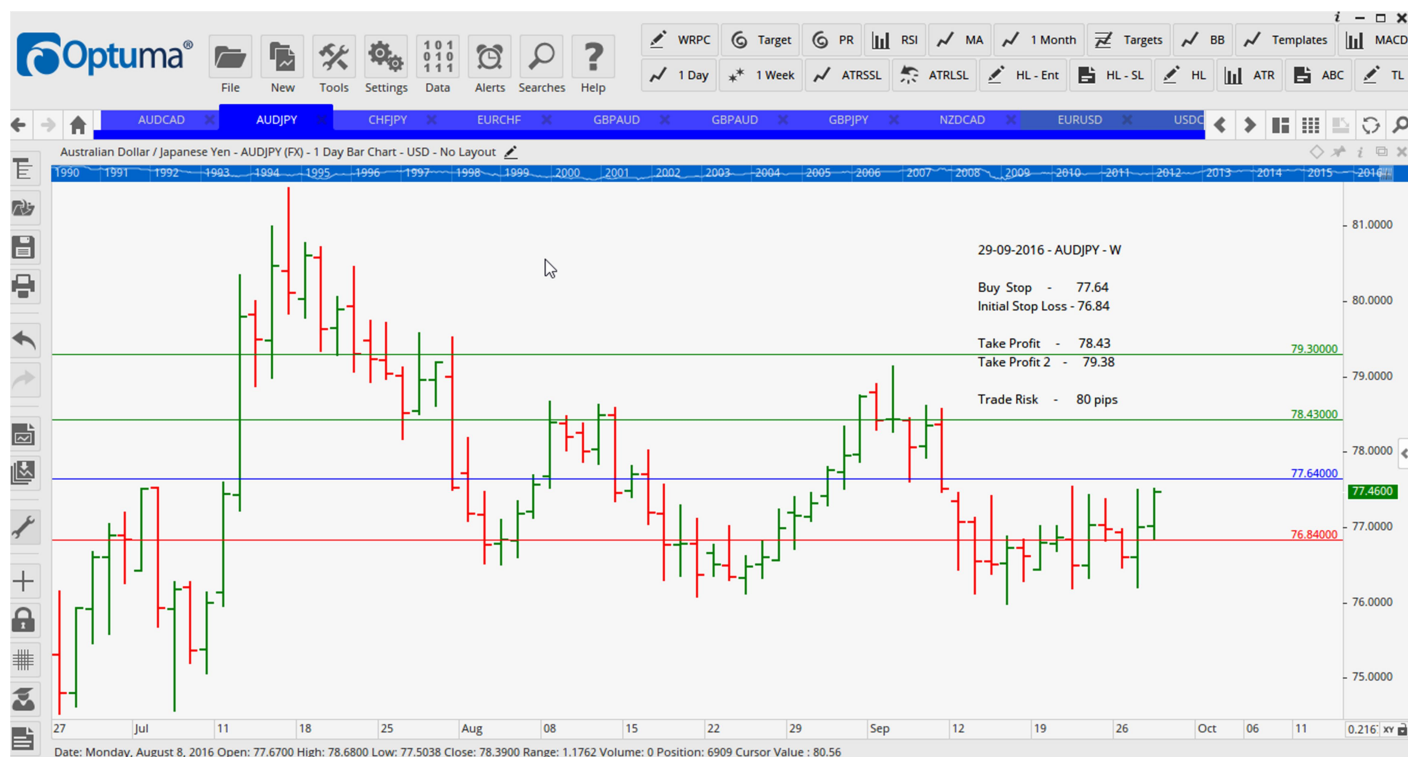 i
Optuma®
File New Tools Settings Data Alerts Searches Help
101 010 111
WRPC Target PR RSI MA 1 Month Targets BB Templates MACD
1 Day 1 Week ATRSSL ATRLSL HL - Ent HL - SL HL ATR ABC TL
AUDCAD AUDJPY CHFJPY EURCHF GBPAUD GBPAUD GBPJPY NZDCAD EURUSD USDC
Australian Dollar / Japanese Yen - AUDJPY (FX) - 1 Day Bar Chart - USD - No Layout
1990 1991 1992 1993 1994 1995 1996 1997 1998 1999 2000 2001 2002 2003 2004 2005 2006 2007 2008 2009 2010 2011 2012 2013 2014 2015 2016
81.0000
29-09-2016 - AUDJPY - W
Buy Stop - 77.64
80.0000
Initial Stop Loss - 76.84
Take Profit - 78.43
79.30000
Take Profit 2 - 79.38
79.0000
Trade Risk - 80 pips
78.43000
78.0000
77.64000
77.4600
77.0000
76.84000
76.0000
75.0000
27 Jul 11 18 25 Aug 08 15 22 29 Sep 12 19 26 Oct 06 11 0.216 XY
Date: Monday, August 8, 2016 Open: 77.6700 High: 78.6800 Low: 77.5038 Close: 78.3900 Range: 1.1762 Volume: 0 Position: 6909 Cursor Value : 80.56